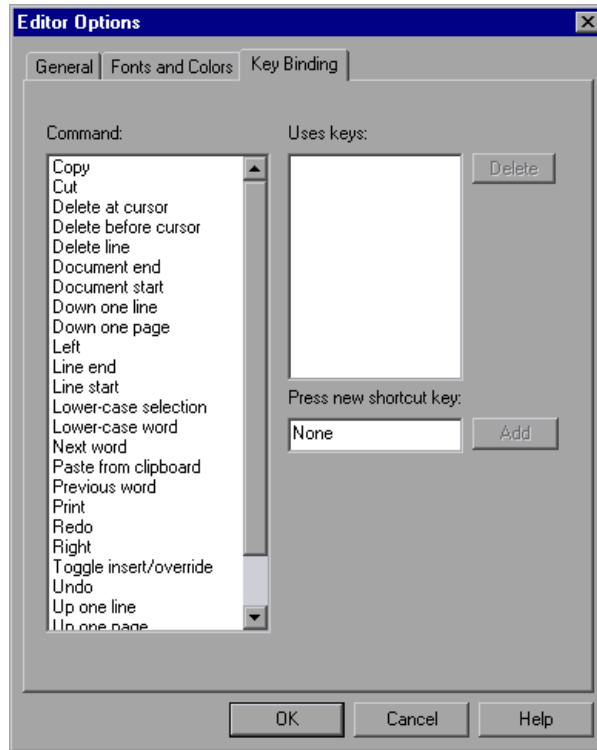 Editor Options
General Fonts and Colors Key Binding
Command: Uses keys:
Copy Delete
Cut
Delete at cursor
Delete before cursor
Delete line
Document end
Document start
Down one line
Down one page
Left
Line end
Line start
Lower-case selection
Lower-case word
Next word
Paste from clipboard
Previous word
Print
Redo
Right
Toggle insert/override
Undo
Up one line
Up one page
Press new shortcut key:
None Add
OK Cancel Help